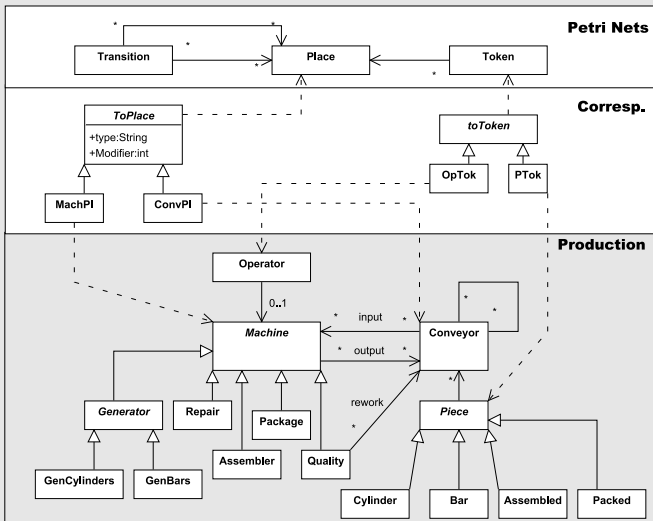 Petri Nets
* *
Transition Place Token
* * *
Corresp.
ToPlace
+type:String
+Modifier:int
toToken
OpTok PTok
MachPl ConvPl
Production
Operator
0..1
* input *
Machine Conveyor
* *
* output *
* rework *
Generator Repair Package Piece
Assembler Quality
GenCylinders GenBars
Cylinder Bar Assembled Packed